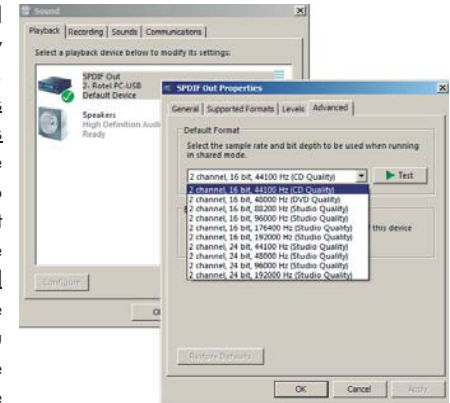 Sound
Playback Recording Sounds Communications
Select a playback device below to modify its settings:
SPDIF Out
2- Rotel PC-USB
Default Device
Speakers
High Definition Audi
Ready
Configure
SPDIF Out Properties
General Supported Formats Levels Advanced
Default Format
Select the sample rate and bit depth to be used when running
in shared mode.
2 channel, 16 bit, 44100 Hz (CD Quality)
Test
2 channel, 16 bit, 44100 Hz (CD Quality)
2 channel, 16 bit, 48000 Hz (DVD Quality)
2 channel, 16 bit, 88200 Hz (Studio Quality)
2 channel, 16 bit, 96000 Hz (Studio Quality)
2 channel, 16 bit, 176400 Hz (Studio Quality)
2 channel, 16 bit, 192000 Hz (Studio Quality)
2 channel, 24 bit, 44100 Hz (Studio Quality)
2 channel, 24 bit, 48000 Hz (Studio Quality)
2 channel, 24 bit, 96000 Hz (Studio Quality)
2 channel, 24 bit, 192000 Hz (Studio Quality)
this device
Restore Defaults
OK Cancel Apply